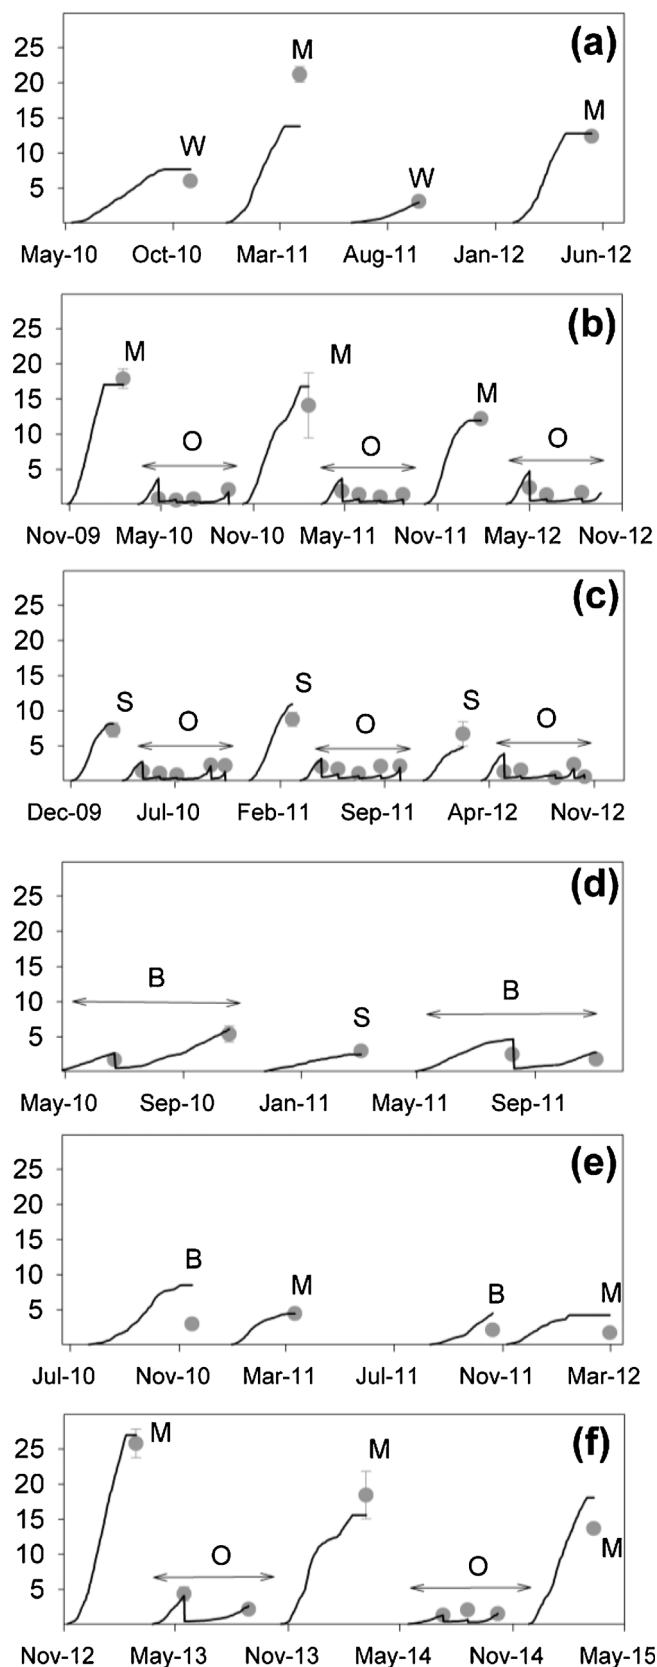 (a)
25
M
20
15
M
W
10
W
5
May-10 Oct-10 Mar-11 Aug-11 Jan-12 Jun-12
(b)
25
M M
20
15
M
10
O O O
5
Nov-09 May-10 Nov-10 May-11 Nov-11 May-12 Nov-12
(c)
25
20
15
S S S
10
O O O
5
Dec-09 Jul-10 Feb-11 Sep-11 Apr-12 Nov-12
(d)
25
20
15
B B
10
S
5
May-10 Sep-10 Jan-11 May-11 Sep-11
(e)
25
20
15
B
10
M B M
5
Jul-10 Nov-10 Mar-11 Jul-11 Nov-11 Mar-12
(f)
M M
25
20
15
M
10
O O
5
Nov-12 May-13 Nov-13 May-14 Nov-14 May-15